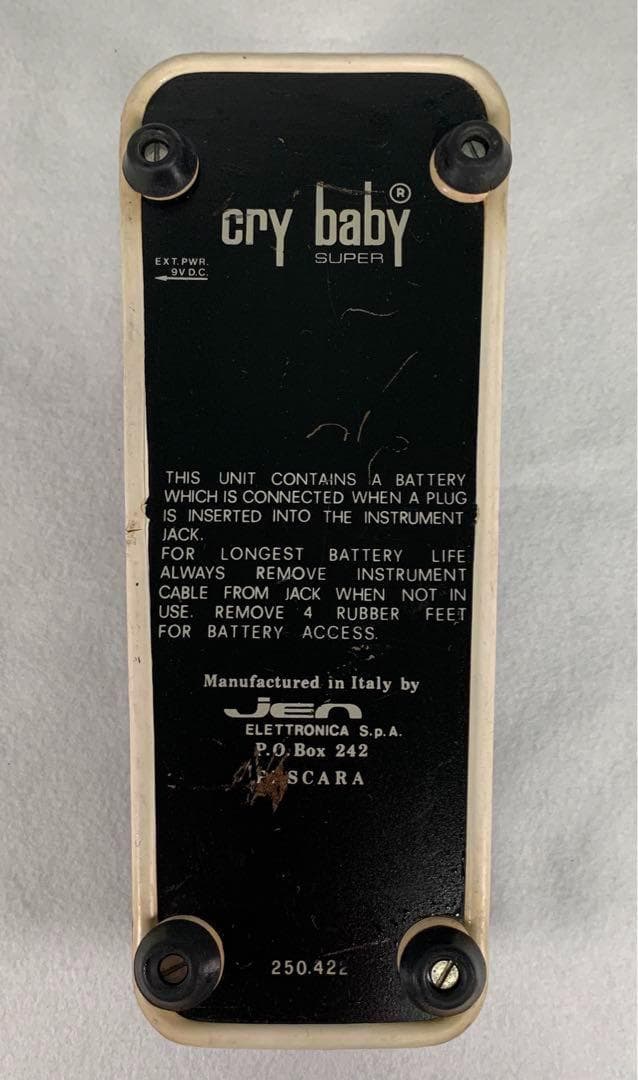 cry baby®
SUPER
EXT. PWR.
9V D.C.
THIS UNIT CONTAINS A BATTERY
WHICH IS CONNECTED WHEN A PLUG
IS INSERTED INTO THE INSTRUMENT
JACK.
FOR LONGEST BATTERY LIFE
ALWAYS REMOVE INSTRUMENT
CABLE FROM JACK WHEN NOT IN
USE. REMOVE 4 RUBBER FEET
FOR BATTERY ACCESS.
Manufactured in Italy by
Jen
ELETTRONICA S.p.A.
P.O. Box 242
PESCARA
250.422